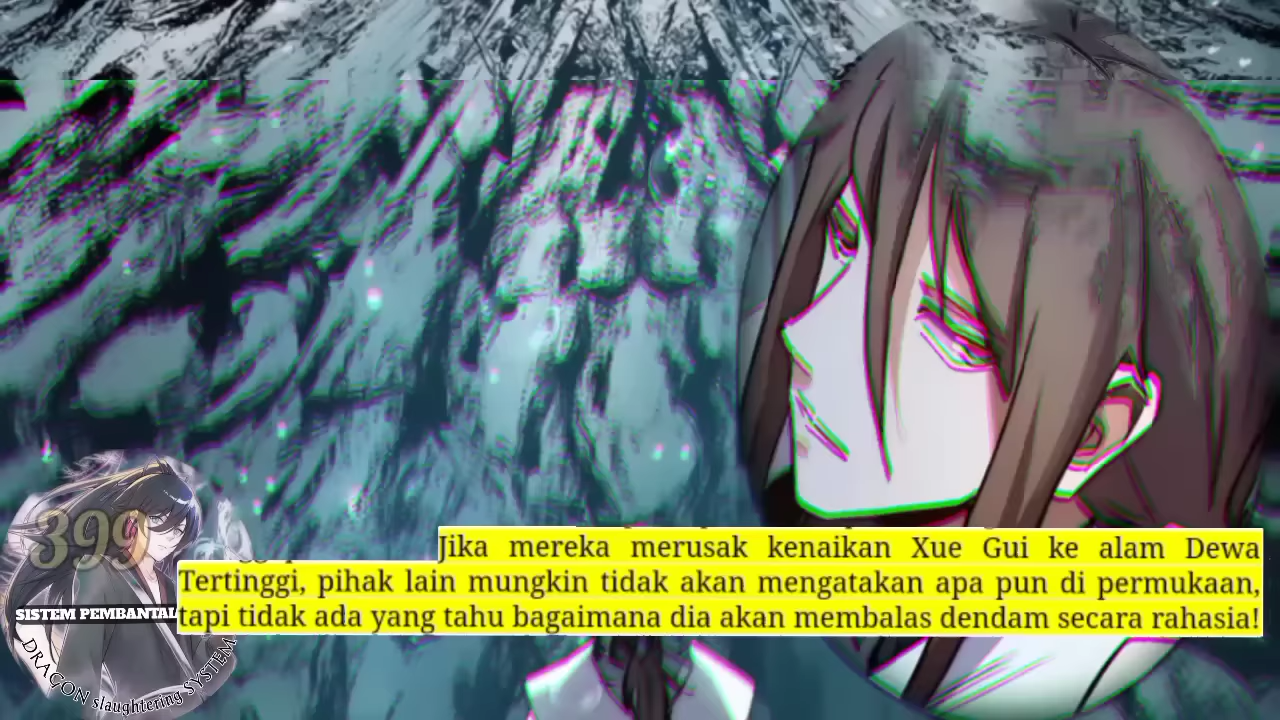 399
SISTEM PEMBANTAI
DRAGON slaughtering SYSTEM
Jika mereka merusak kenaikan Xue Gui ke alam Dewa
Tertinggi, pihak lain mungkin tidak akan mengatakan apa pun di permukaan,
tapi tidak ada yang tahu bagaimana dia akan membalas dendam secara rahasia!